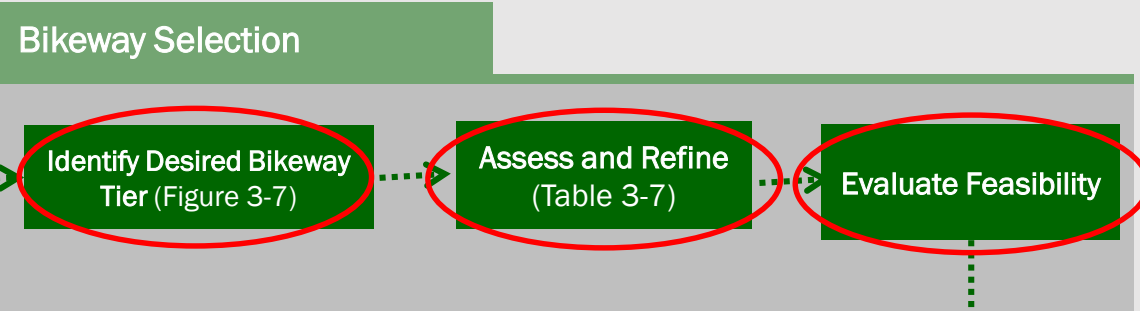 Bikeway Selection
Identify Desired Bikeway
Tier (Figure 3-7)
Assess and Refine
(Table 3-7)
Evaluate Feasibility